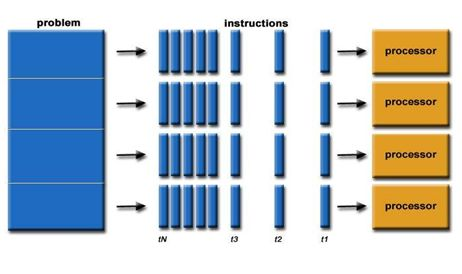 problem
instructions
processor
processor
processor
processor
tN t3 t2 t1